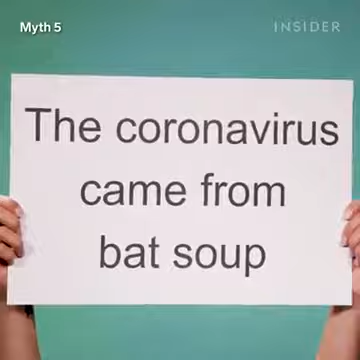 Myth 5
INSIDER
The coronavirus
came from
bat soup